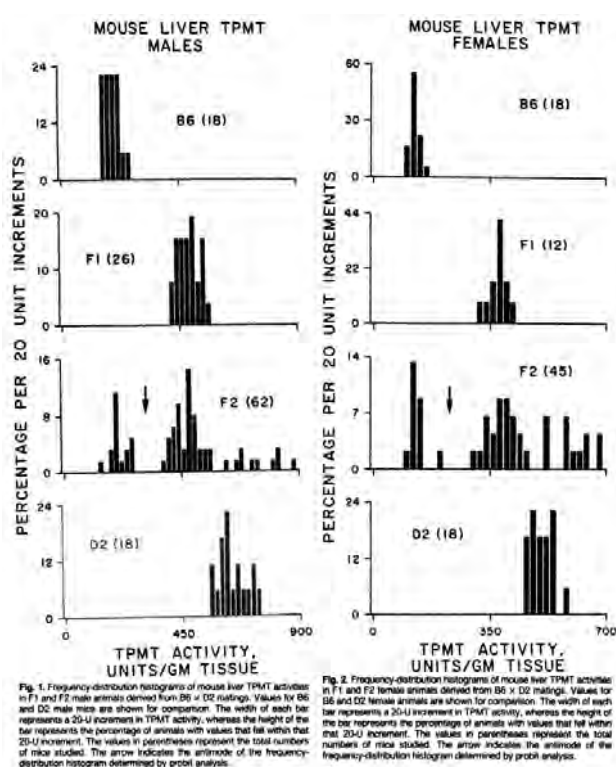 MOUSE LIVER TPMT
MALES
PERCENTAGE PER 20 UNIT INCREMENTS
24
12
0
B6 (18)
20
10
0
F1 (26)
16
8
0
F2 (62)
24
12
0
D2 (18)
0
450
900
TPMT ACTIVITY,
UNITS/GM TISSUE
Fig. 1. Frequency-distribution histograms of mouse liver TPMT activities
in F1 and F2 male animals derived from B6 × D2 matings. Values for B6
and D2 male mice are shown for comparison. The width of each bar
represents a 20-U increment in TPMT activity, whereas the height of the
bar represents the percentage of animals with values that fell within that
20-U increment. The values in parentheses represent the total numbers
of mice studied. The arrow indicates the antimode of the frequency-
distribution histogram determined by probit analysis.
MOUSE LIVER TPMT
FEMALES
PERCENTAGE PER 20 UNIT INCREMENTS
60
30
0
B6 (18)
44
22
0
F1 (12)
14
7
0
F2 (45)
24
12
0
D2 (18)
0
350
700
TPMT ACTIVITY,
UNITS/GM TISSUE
Fig. 2. Frequency-distribution histograms of mouse liver TPMT activities
in F1 and F2 female animals derived from B6 × D2 matings. Values for
B6 and D2 female animals are shown for comparison. The width of each
bar represents a 20-U increment in TPMT activity, whereas the height of
the bar represents the percentage of animals with values that fell within
that 20-U increment. The values in parentheses represent the total
numbers of mice studied. The arrow indicates the antimode of the
frequency-distribution histogram determined by probit analysis.